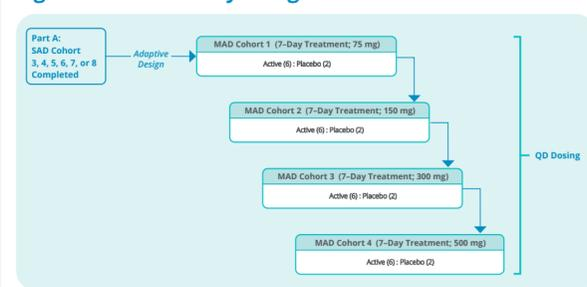 Part A:
SAD Cohort
3, 4, 5, 6, 7, or 8
Completed
Adaptive
Design
MAD Cohort 1 (7–Day Treatment; 75 mg)
Active (6) : Placebo (2)
MAD Cohort 2 (7–Day Treatment; 150 mg)
Active (6) : Placebo (2)
MAD Cohort 3 (7–Day Treatment; 300 mg)
Active (6) : Placebo (2)
MAD Cohort 4 (7–Day Treatment; 500 mg)
Active (6) : Placebo (2)
QD Dosing